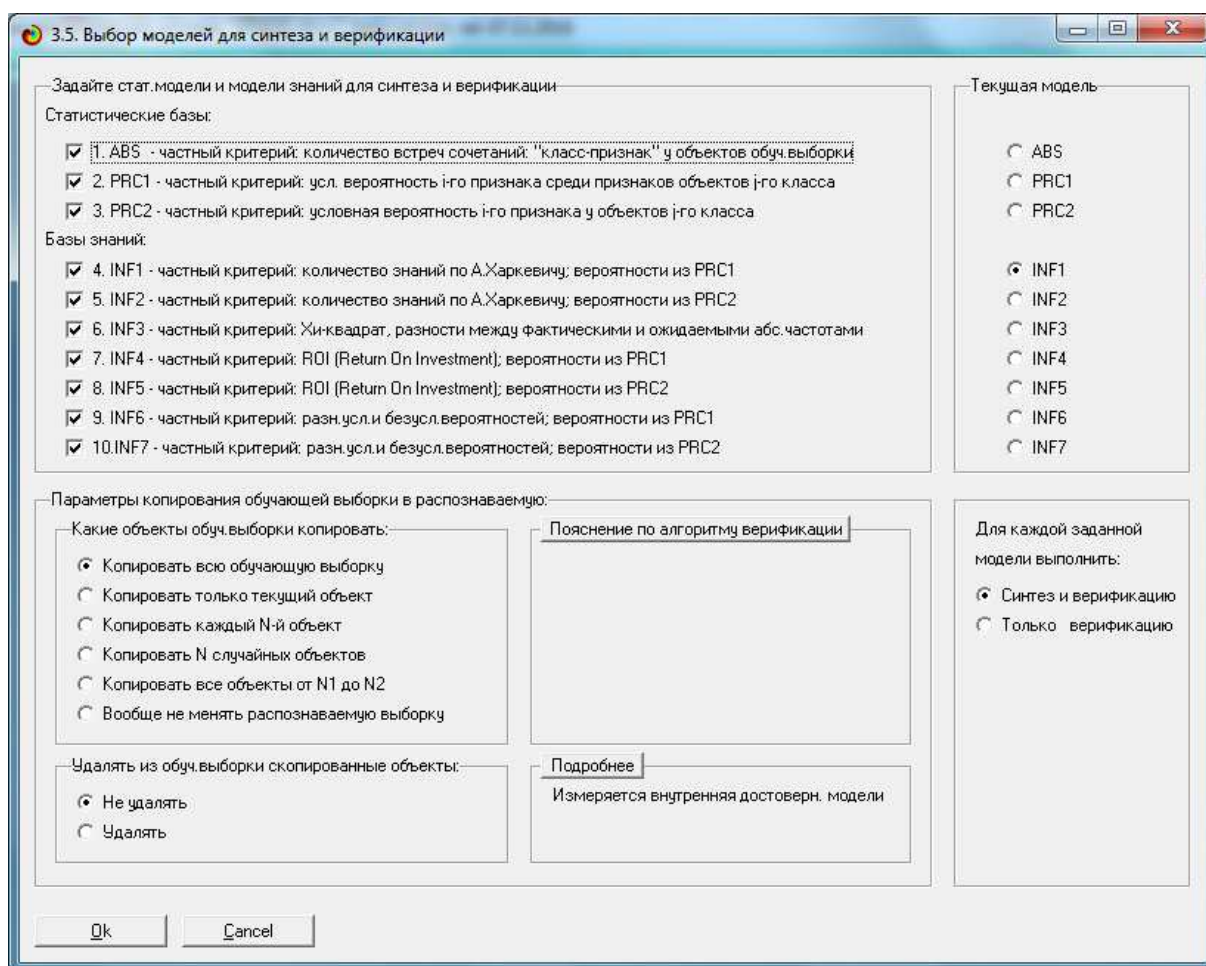 3.5. Выбор моделей для синтеза и верификации
Задайте стат.модели и модели знаний для синтеза и верификации
Статистические базы:
1. ABS - частный критерий: количество встреч сочетаний: "класс-признак" у объектов обуч.выборки
2. PRC1 - частный критерий: усл. вероятность i-го признака среди признаков объектов j-го класса
3. PRC2 - частный критерий: условная вероятность i-го признака у объектов j-го класса
Базы знаний:
4. INF1 - частный критерий: количество знаний по А.Харкевичу; вероятности из PRC1
5. INF2 - частный критерий: количество знаний по А.Харкевичу; вероятности из PRC2
6. INF3 - частный критерий: Хи-квадрат, разности между фактическими и ожидаемыми абс.частотами
7. INF4 - частный критерий: ROI (Return On Investment); вероятности из PRC1
8. INF5 - частный критерий: ROI (Return On Investment); вероятности из PRC2
9. INF6 - частный критерий: разн.усл.и безусл.вероятностей; вероятности из PRC1
10.INF7 - частный критерий: разн.усл.и безусл.вероятностей; вероятности из PRC2
Текущая модель
ABS
PRC1
PRC2
INF1
INF2
INF3
INF4
INF5
INF6
INF7
Параметры копирования обучающей выборки в распознаваемую:
Какие объекты обуч.выборки копировать:
Копировать всю обучающую выборку
Копировать только текущий объект
Копировать каждый N-й объект
Копировать N случайных объектов
Копировать все объекты от N1 до N2
Вообще не менять распознаваемую выборку
Пояснение по алгоритму верификации
Удалять из обуч.выборки скопированные объекты:
Не удалять
Удалять
Подробнее
Измеряется внутренняя достоверн. модели
Для каждой заданной
модели выполнить:
Синтез и верификацию
Только верификацию
Ok
Cancel